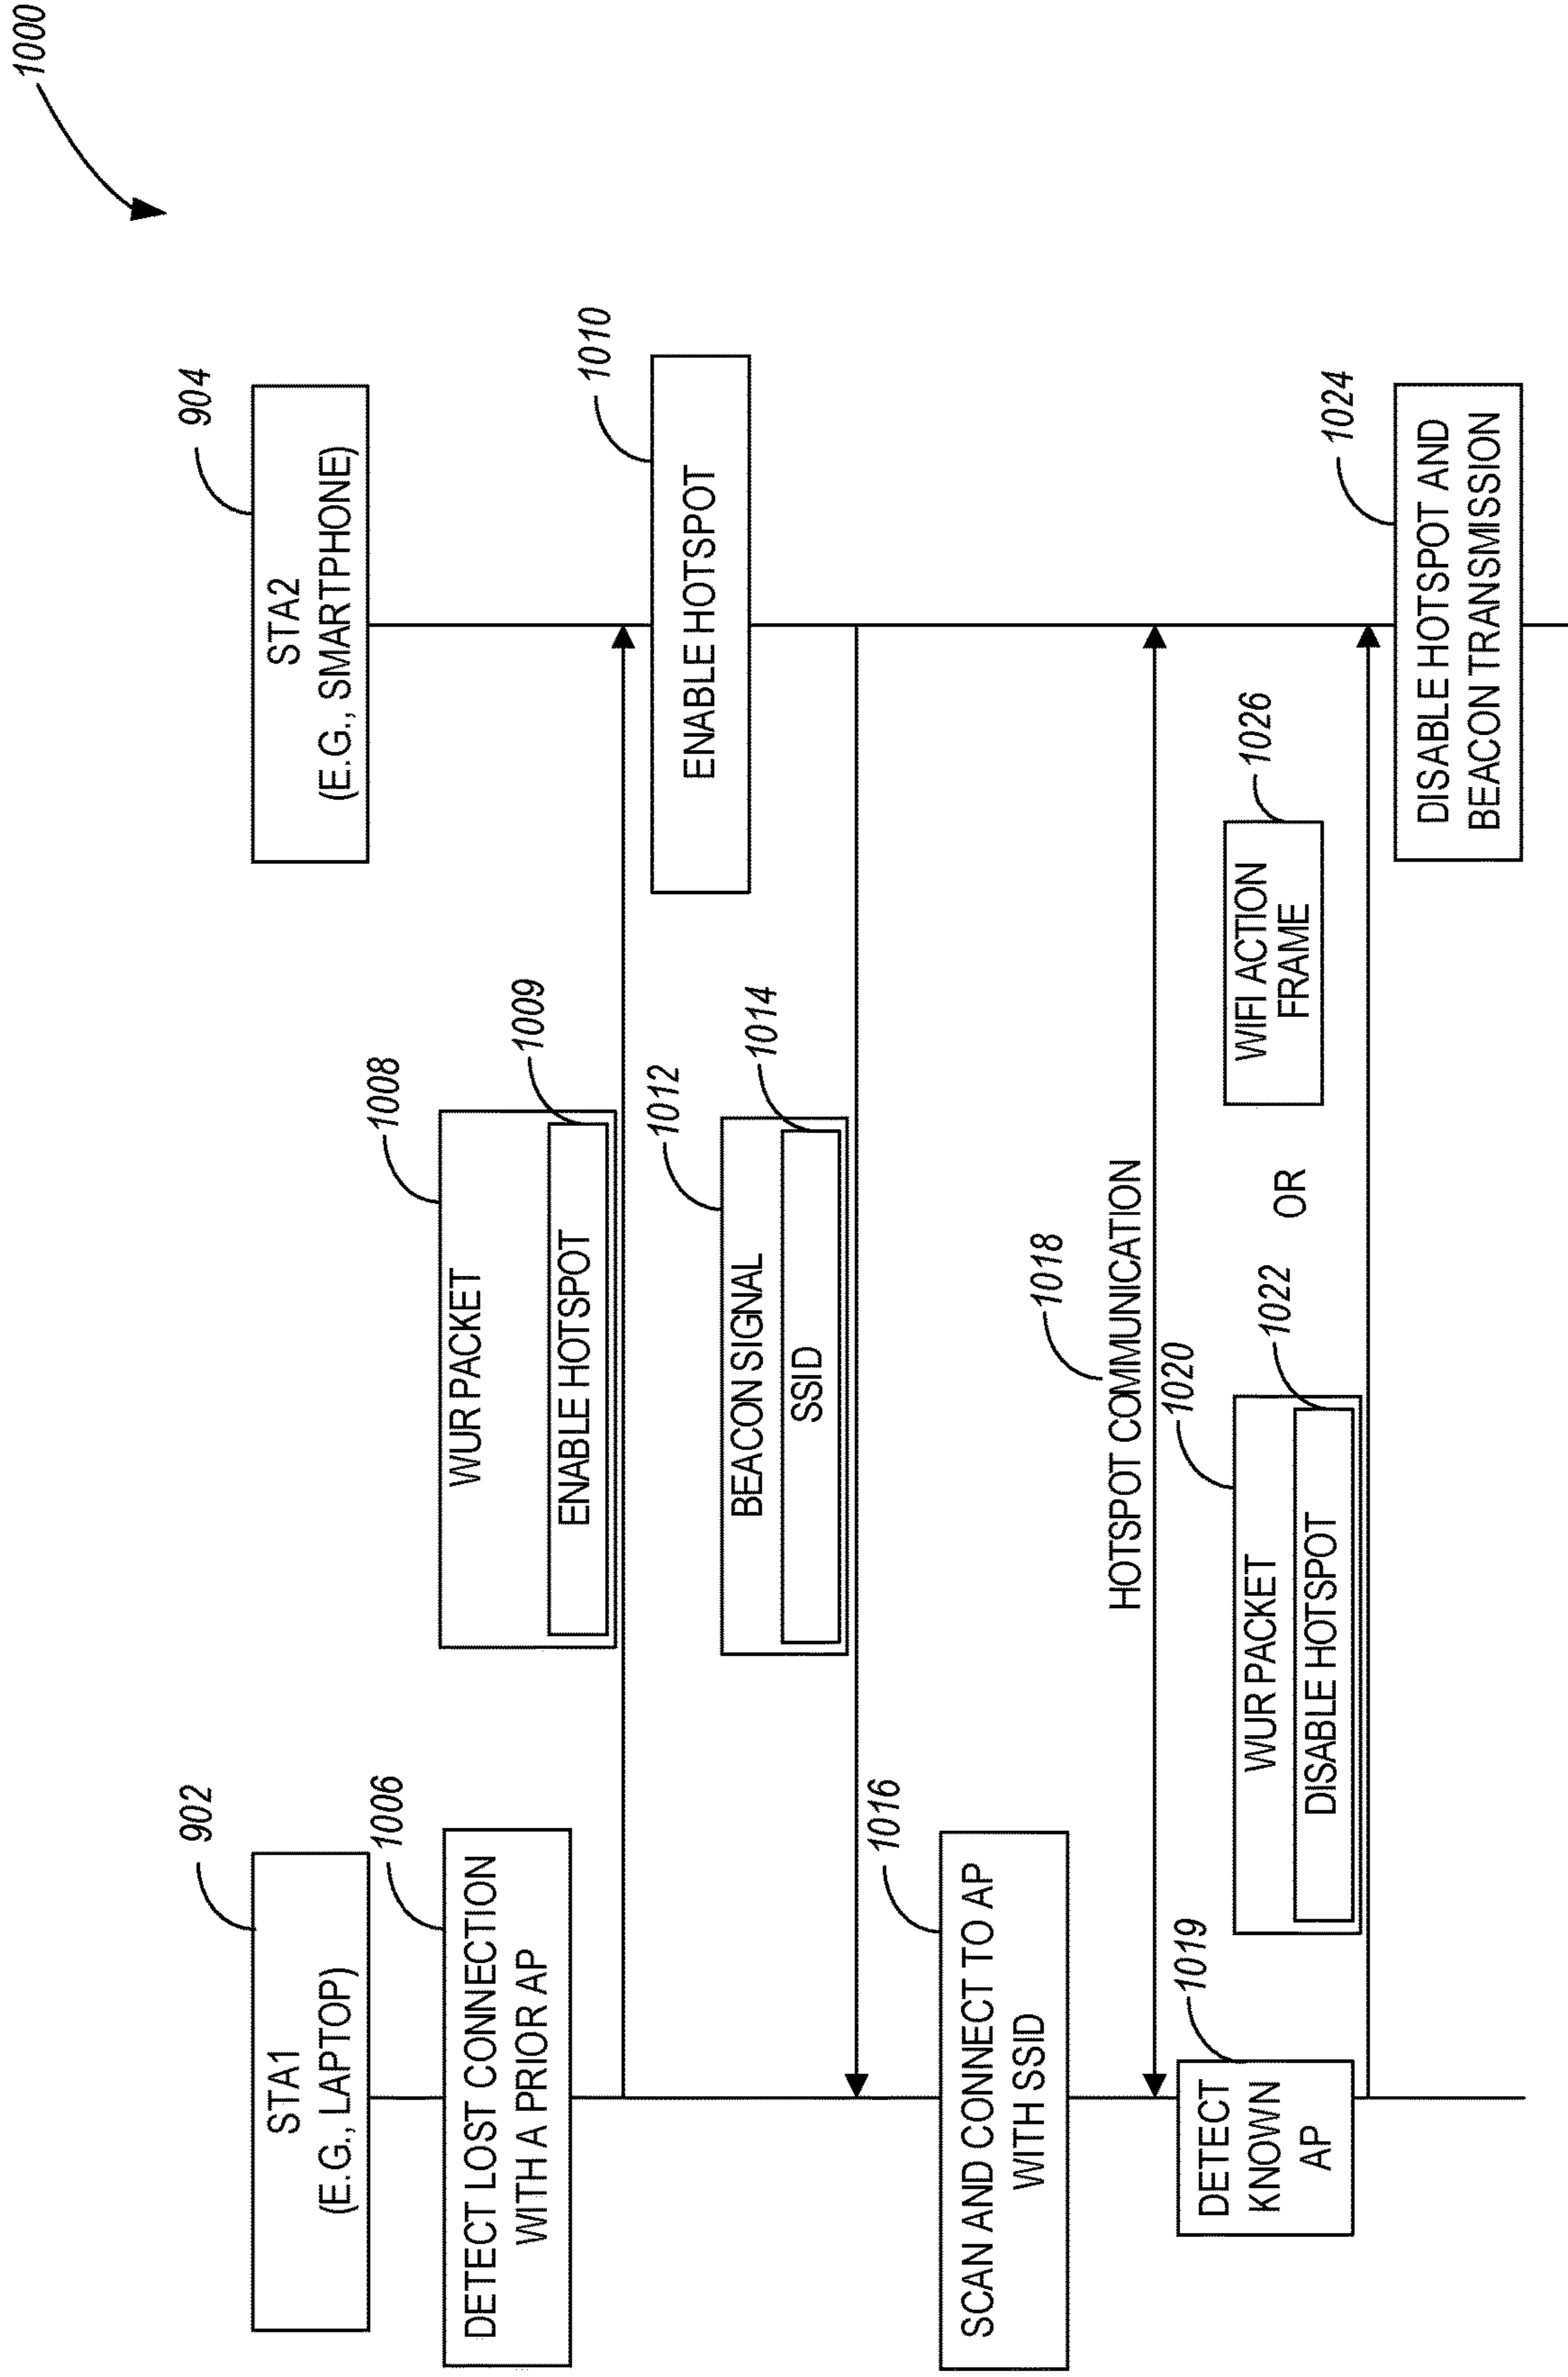 1000
902
904
STA1
(E.G., LAPTOP)
STA2
(E.G., SMARTPHONE)
1006
DETECT LOST CONNECTION
WITH A PRIOR AP
1008
WUR PACKET
1009
ENABLE HOTSPOT
1010
ENABLE HOTSPOT
1012
BEACON SIGNAL
1014
SSID
1016
SCAN AND CONNECT TO AP
WITH SSID
1018
HOTSPOT COMMUNICATION
1019
DETECT
KNOWN
AP
1020
WUR PACKET
1022
DISABLE HOTSPOT
OR
1026
WIFI ACTION
FRAME
1024
DISABLE HOTSPOT AND
BEACON TRANSMISSION